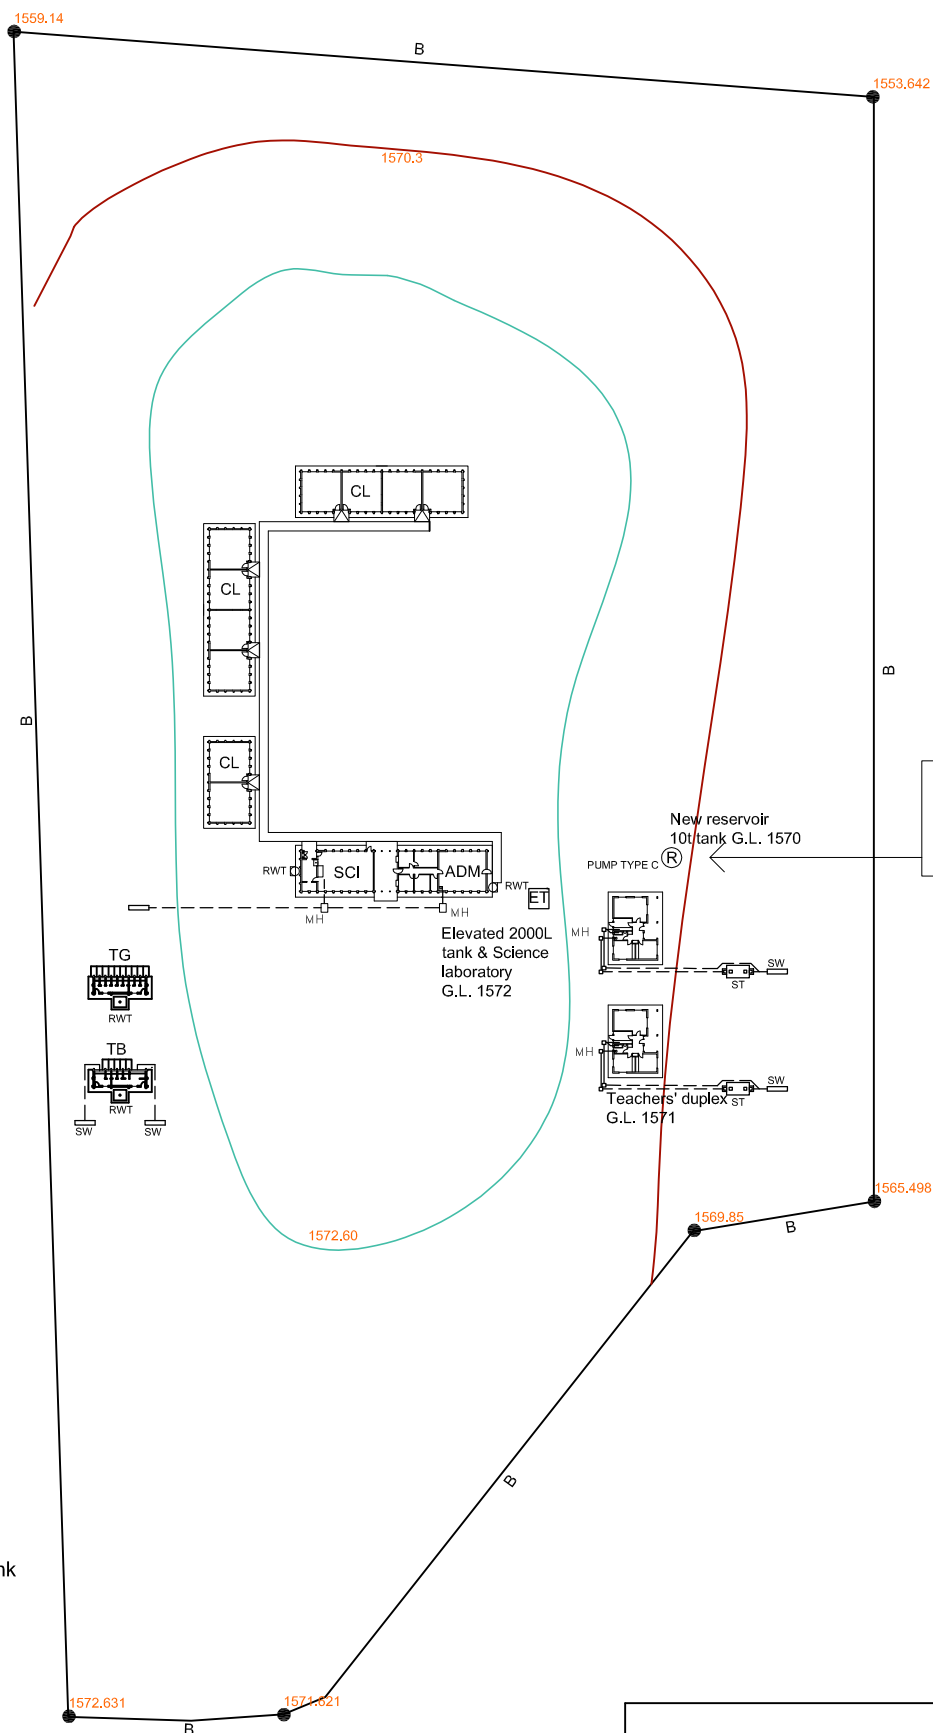 1559.14
B
1553.642
1570.3
CL
CL
B
B
CL
New reservoir
10t tank G.L. 1570
PUMP TYPE C R
RWT SCI ADM RWT
ET
MH MH
Elevated 2000L
tank & Science
laboratory
G.L. 1572
MH
TG
SW
ST
RWT
TB
MH
SW
RWT
Teachers' duplex ST
G.L. 1571
SW SW
1565.498
1569.85
B
1572.60
B
nk
1572.631
1571.621
B